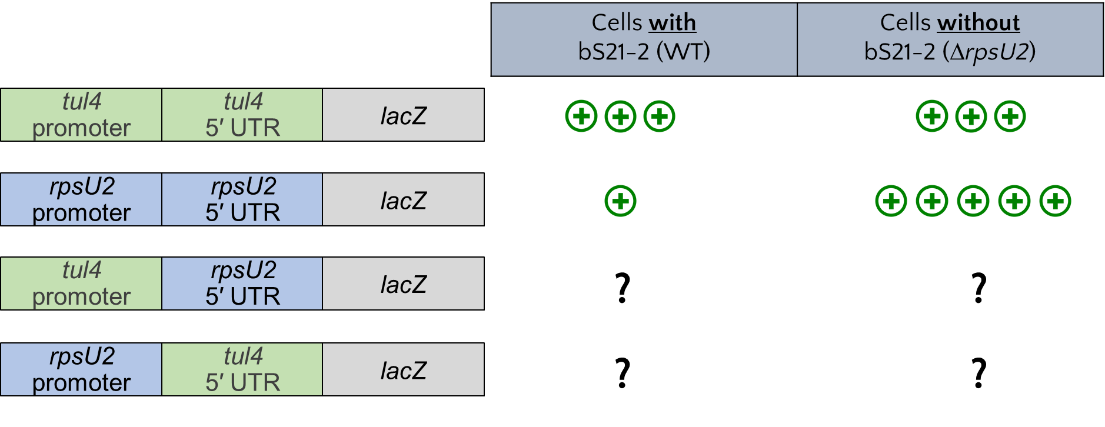 Cells with
bS21-2 (WT)
Cells without
bS21-2 (ΔrpsU2)
tul4
promoter
tul4
5′ UTR
lacZ
+ + +
+ + +
rpsU2
promoter
rpsU2
5′ UTR
lacZ
+
+ + + + +
tul4
promoter
rpsU2
5′ UTR
lacZ
?
?
rpsU2
promoter
tul4
5′ UTR
lacZ
?
?